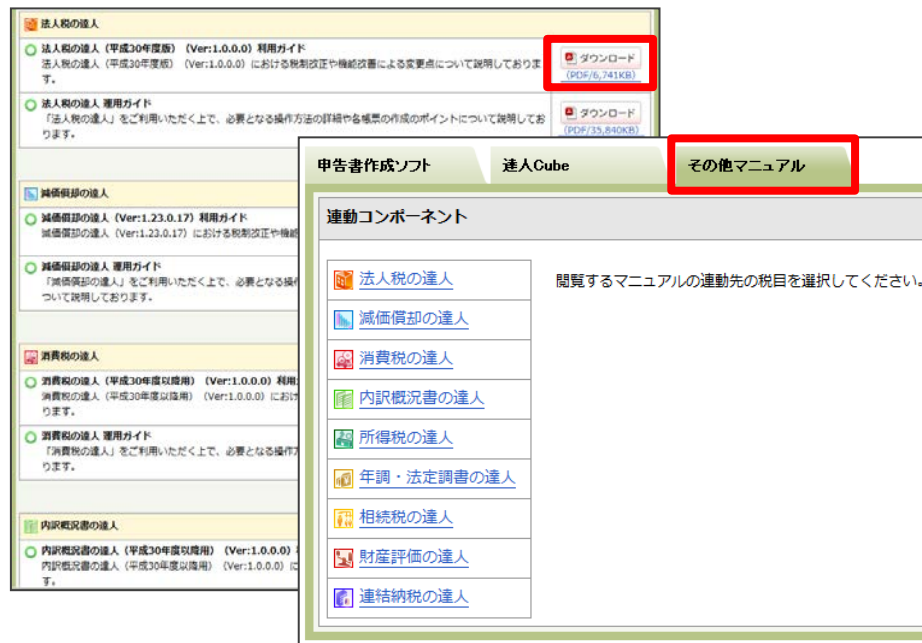 法人税の達人
法人税の達人（平成30年度版）（Ver:1.0.0.0）利用ガイド
法人税の達人（平成30年度版）（Ver:1.0.0.0）における税制改正や機能改善による変更点について説明しておりま
す。
ダウンロード
(PDF/6,741KB)
法人税の達人 運用ガイド
「法人税の達人」をご利用いただく上で、必要となる操作方法の詳細や各帳票の作成のポイントについて説明してお
ります。
ダウンロード
(PDF/35,840KB)
減価償却の達人
減価償却の達人（Ver:1.23.0.17）利用ガイド
減価償却の達人（Ver:1.23.0.17）における税制改正や機能
減価償却の達人 運用ガイド
「減価償却の達人」をご利用いただく上で、必要となる操
ついて説明しております。
消費税の達人
消費税の達人（平成30年度以降用）（Ver:1.0.0.0）利用
消費税の達人（平成30年度以降用）（Ver:1.0.0.0）におけ
ります。
消費税の達人 運用ガイド
「消費税の達人」をご利用いただく上で、必要となる操作
ります。
内訳概況書の達人
内訳概況書の達人（平成30年度以降用）（Ver:1.0.0.0）
内訳概況書の達人（平成30年度以降用）（Ver:1.0.0.0）に
す。
申告書作成ソフト
達人Cube
その他マニュアル
連動コンポーネント
法人税の達人
減価償却の達人
消費税の達人
内訳概況書の達人
所得税の達人
年調・法定調書の達人
相続税の達人
財産評価の達人
連結納税の達人
閲覧するマニュアルの連動先の税目を選択してください。